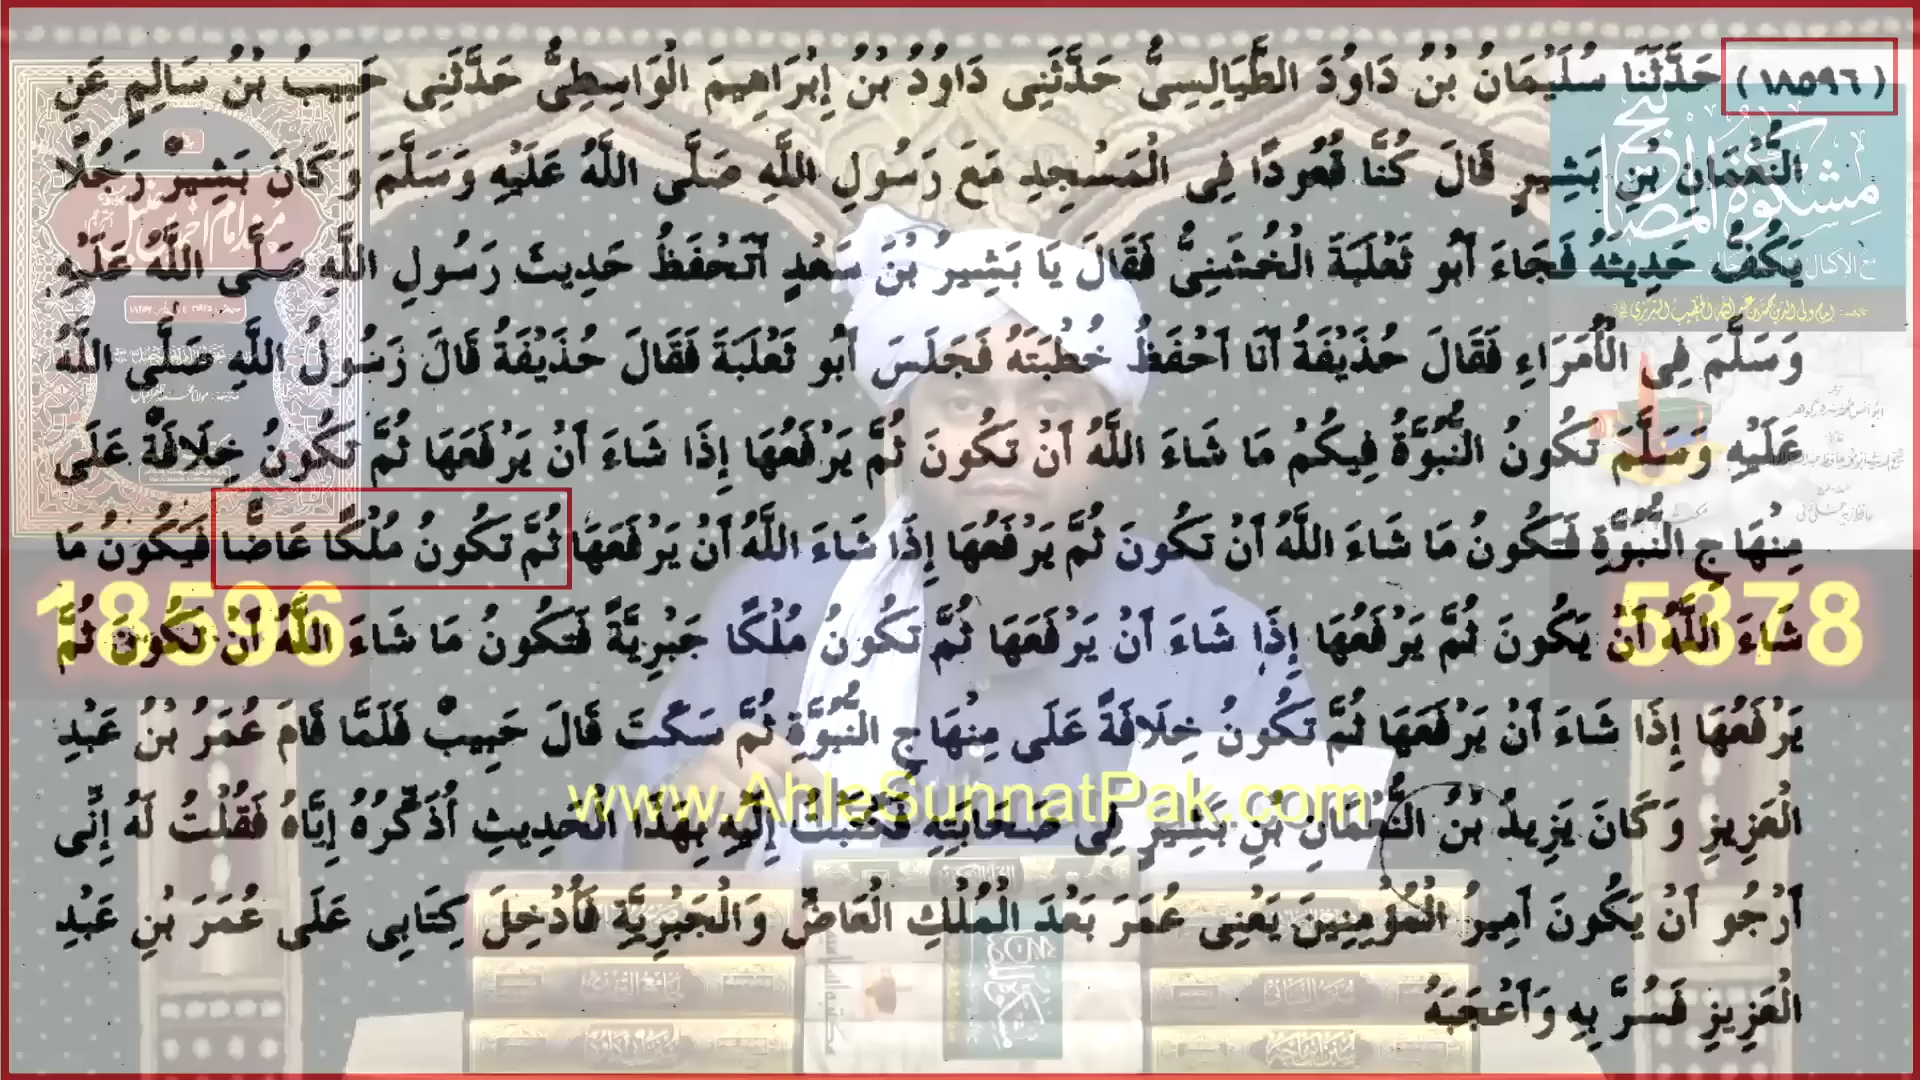 (۱۸۵۹۶) حَدَّثَنَا سُلَيْمَانُ بْنُ دَاوُدَ الطَّيَالِسِيُّ حَدَّثَنِي دَاوُدُ بْنُ إِبْرَاهِيمَ الْوَاسِطِيُّ حَدَّثَنِي حَبِيبُ بْنُ سَالِمٍ عَنِ
النُّعْمَانِ بْنِ بَشِيرٍ قَالَ كُنَّا قُعُودًا فِي الْمَسْجِدِ مَعَ رَسُولِ اللَّهِ صَلَّى اللَّهُ عَلَيْهِ وَسَلَّمَ وَكَانَ بَشِيرٌ رَجُلًا
يَكُفُّ حَدِيثَهُ فَجَاءَ أَبُو ثَعْلَبَةَ الْخُشَنِيُّ فَقَالَ يَا بَشِيرُ بْنَ سَعْدٍ أَتَحْفَظُ حَدِيثَ رَسُولِ اللَّهِ صَلَّى اللَّهُ عَلَيْهِ
وَسَلَّمَ فِي الْأُمَرَاءِ فَقَالَ حُذَيْفَةُ أَنَا أَحْفَظُ خُطْبَتَهُ فَجَلَسَ أَبُو ثَعْلَبَةَ فَقَالَ حُذَيْفَةُ قَالَ رَسُولُ اللَّهِ صَلَّى اللَّهُ
عَلَيْهِ وَسَلَّمَ تَكُونُ النُّبُوَّةُ فِيكُمْ مَا شَاءَ اللَّهُ أَنْ تَكُونَ ثُمَّ يَرْفَعُهَا إِذَا شَاءَ أَنْ يَرْفَعَهَا ثُمَّ تَكُونُ خِلَافَةٌ عَلَى
مِنْهَاجِ النُّبُوَّةِ فَتَكُونُ مَا شَاءَ اللَّهُ أَنْ تَكُونَ ثُمَّ يَرْفَعُهَا إِذَا شَاءَ اللَّهُ أَنْ يَرْفَعَهَا ثُمَّ تَكُونُ مُلْكًا عَاضًّا فَيَكُونُ مَا
شَاءَ اللَّهُ أَنْ يَكُونَ ثُمَّ يَرْفَعُهَا إِذَا شَاءَ أَنْ يَرْفَعَهَا ثُمَّ تَكُونُ مُلْكًا جَبْرِيَّةً فَتَكُونُ مَا شَاءَ اللَّهُ أَنْ تَكُونَ ثُمَّ
يَرْفَعُهَا إِذَا شَاءَ أَنْ يَرْفَعَهَا ثُمَّ تَكُونُ خِلَافَةً عَلَى مِنْهَاجِ النُّبُوَّةِ ثُمَّ سَكَتَ قَالَ حَبِيبٌ فَلَمَّا قَامَ عُمَرُ بْنُ عَبْدِ
الْعَزِيزِ وَكَانَ يَزِيدُ بْنُ النُّعْمَانِ بْنِ بَشِيرٍ فِي صَحَابَتِهِ فَكَتَبْتُ إِلَيْهِ بِهَذَا الْحَدِيثِ أُذَكِّرُهُ إِيَّاهُ فَقُلْتُ لَهُ إِنِّي
أَرْجُو أَنْ يَكُونَ أَمِيرُ الْمُؤْمِنِينَ يَعْنِي عُمَرَ بَعْدَ الْمُلْكِ الْعَاضِّ وَالْجَبْرِيَّةِ فَأُدْخِلَ كِتَابِي عَلَى عُمَرَ بْنِ عَبْدِ
الْعَزِيزِ فَسُرَّ بِهِ وَأَعْجَبَهُ
مشكوة المصابيح
18596
5378
www.AhleSunnatPak.com